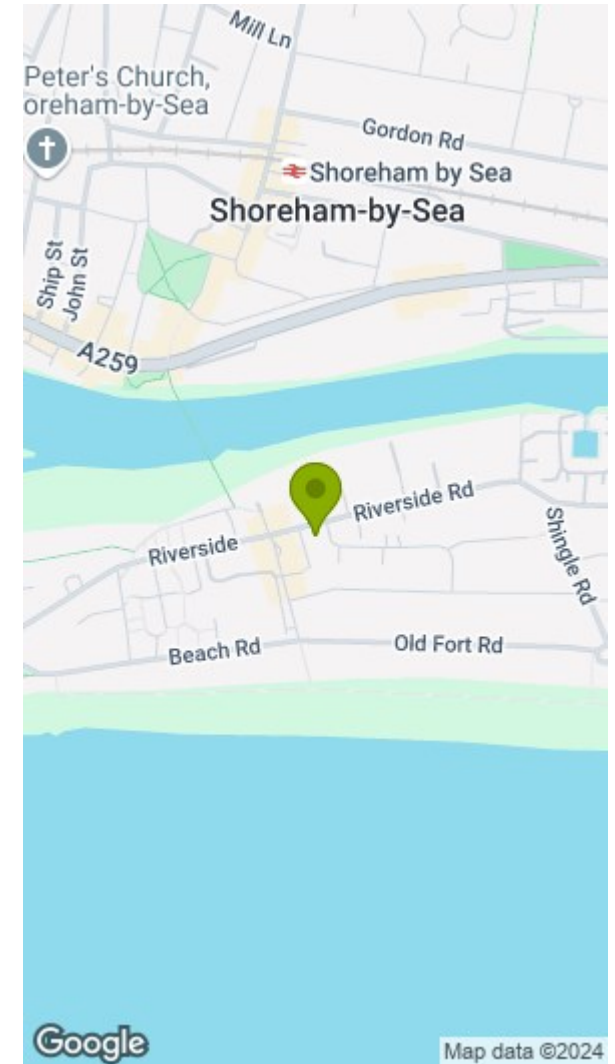 Mill Ln
Peter's Church,
oreham-by-Sea
Gordon Rd
Shoreham by Sea
Shoreham-by-Sea
Ship St
John St
A259
Riverside Rd
Riverside
Shingle Rd
Beach Rd
Old Fort Rd
Google
Map data ©2024